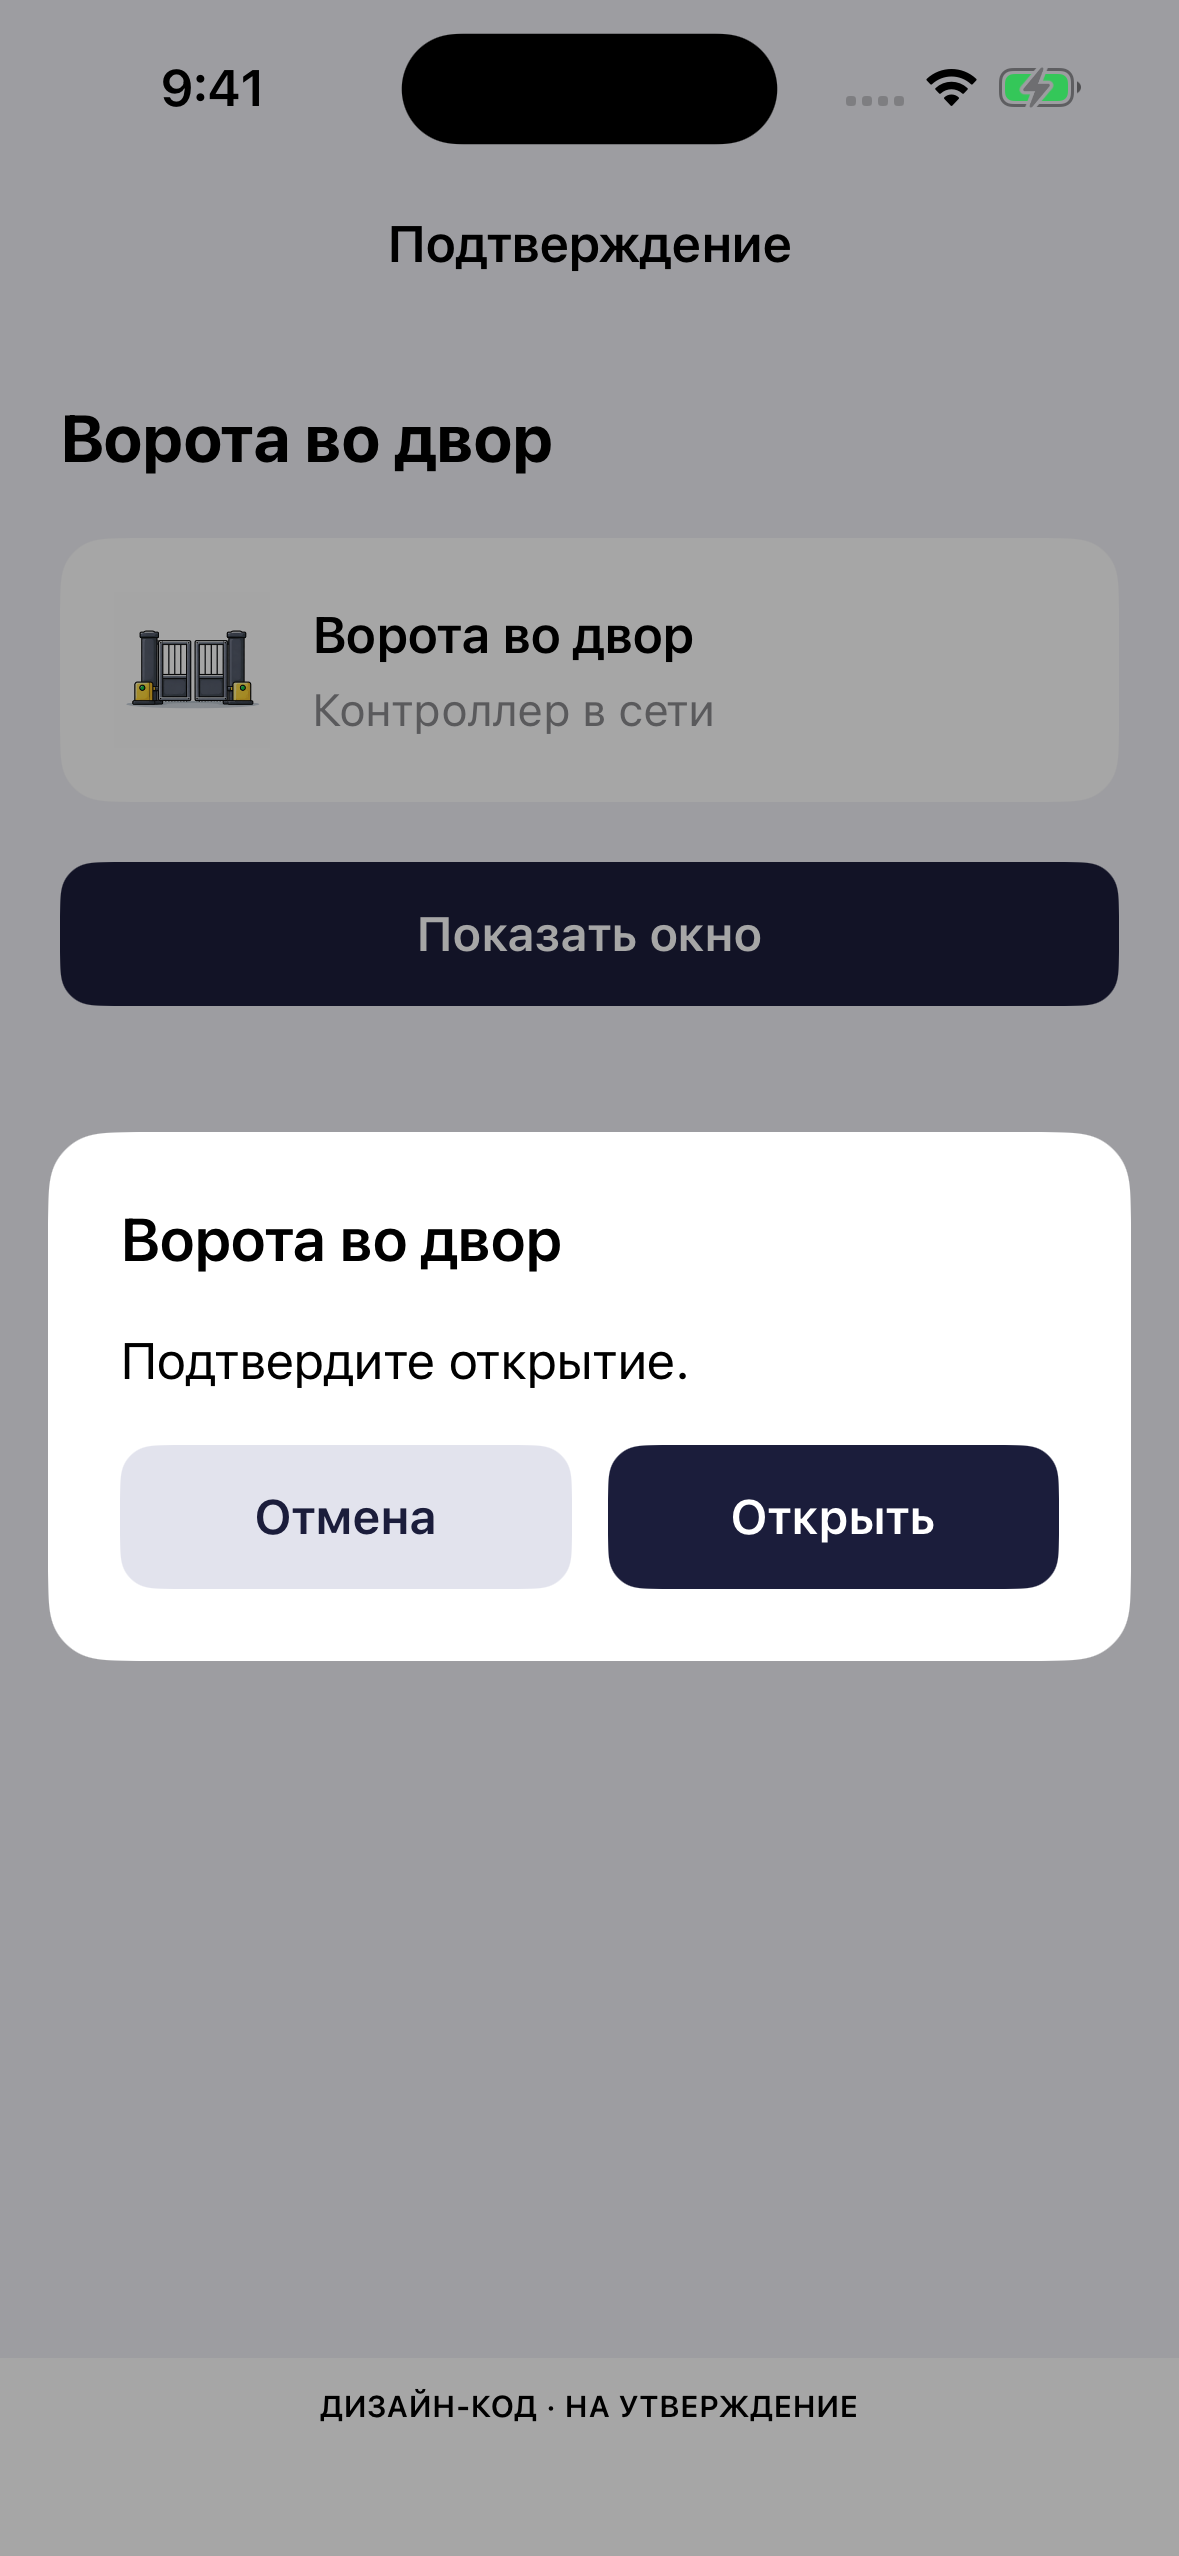 9:41
Подтверждение
Ворота во двор
Ворота во двор
Контроллер в сети
Показать окно
Ворота во двор
Подтвердите открытие.
Отмена
Открыть
ДИЗАЙН-КОД · НА УТВЕРЖДЕНИЕ